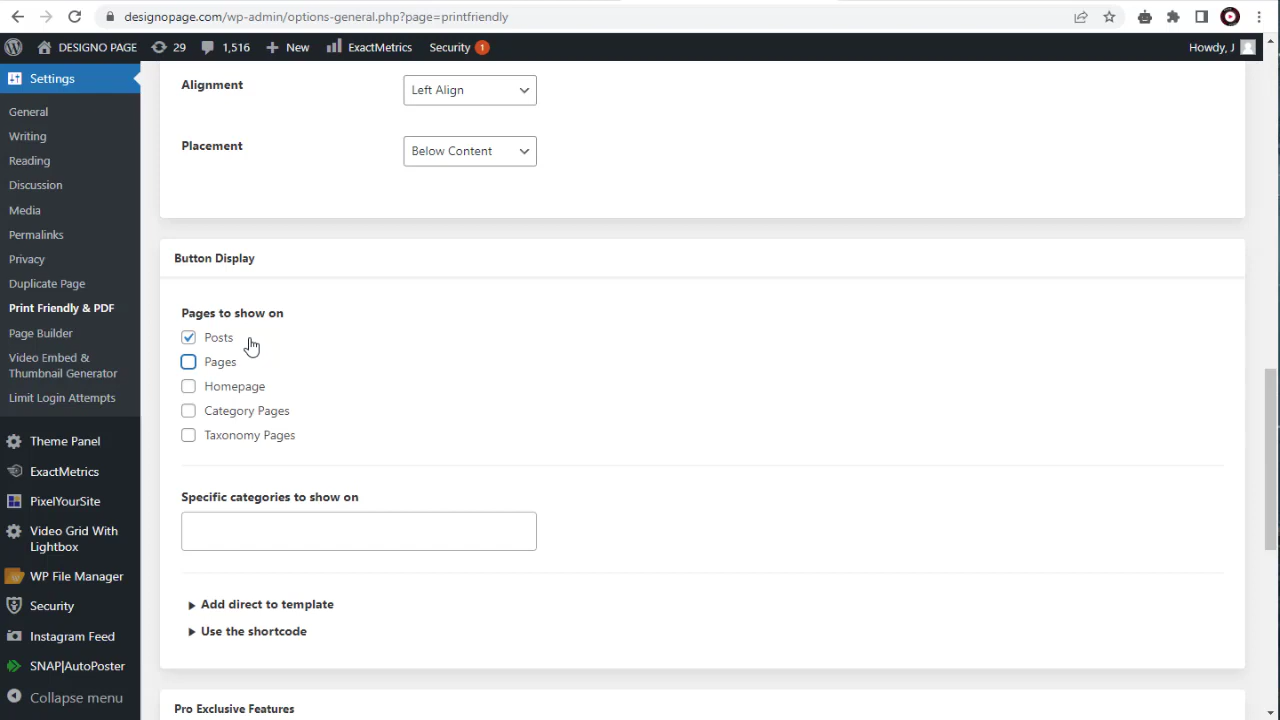 designopage.com/wp-admin/options-general.php?page=printfriendly
DESIGNO PAGE
29
1,516
New
ExactMetrics
Security
1
Howdy, J
Settings
General
Writing
Reading
Discussion
Media
Permalinks
Privacy
Duplicate Page
Print Friendly & PDF
Page Builder
Video Embed &
Thumbnail Generator
Limit Login Attempts
Theme Panel
ExactMetrics
PixelYourSite
Video Grid With
Lightbox
WP File Manager
Security
Instagram Feed
SNAP|AutoPoster
Collapse menu
Alignment
Left Align
Placement
Below Content
Button Display
Pages to show on
Posts
Pages
Homepage
Category Pages
Taxonomy Pages
Specific categories to show on
Add direct to template
Use the shortcode
Pro Exclusive Features